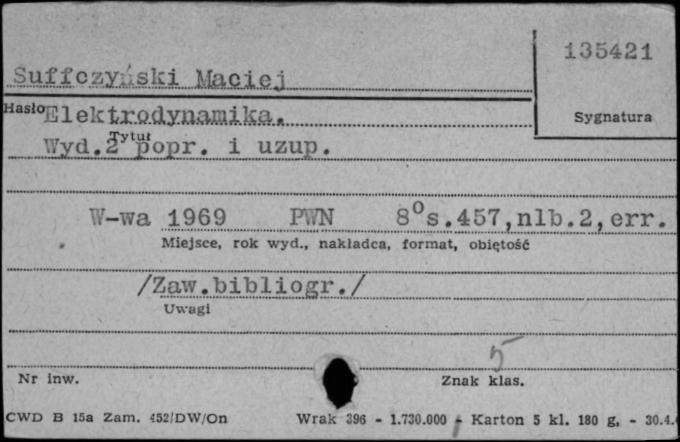 135421
Suffczyński Maciej
Hasło
Sygnatura
Elektrodynamika.
Tytuł
Wyd.2 popr. i uzup.
W-wa 1969 PWN 8⁰s.457,nlb.2,err.
Miejsce, rok wyd., nakładca, format, objętość
/Zaw.bibliogr./
Uwagi
5
Nr inw. Znak klas.
CWD B 15a Zam. 452/DW/On Wrak 396 - 1.730.000 - Karton 5 kl. 180 g, - 30.4.